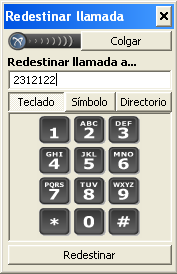 Redestinar llamada
Colgar
Redestinar llamada a...
2312122
Teclado Símbolo Directorio
1 ABC 2 DEF 3
GHI 4 JKL 5 MNO 6
PQRS 7 TUV 8 WXYZ 9
* 0 #
Redestinar